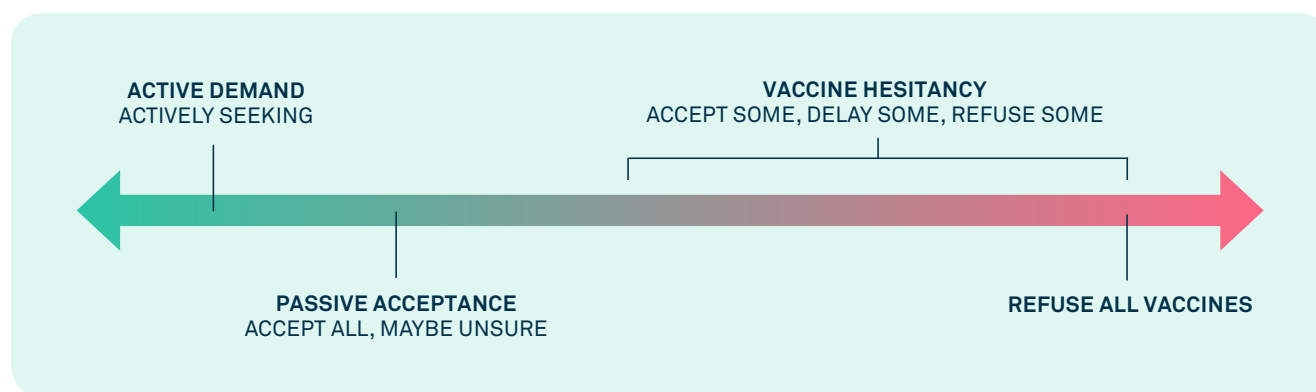 ACTIVE DEMAND
ACTIVELY SEEKING
VACCINE HESITANCY
ACCEPT SOME, DELAY SOME, REFUSE SOME
PASSIVE ACCEPTANCE
ACCEPT ALL, MAYBE UNSURE
REFUSE ALL VACCINES